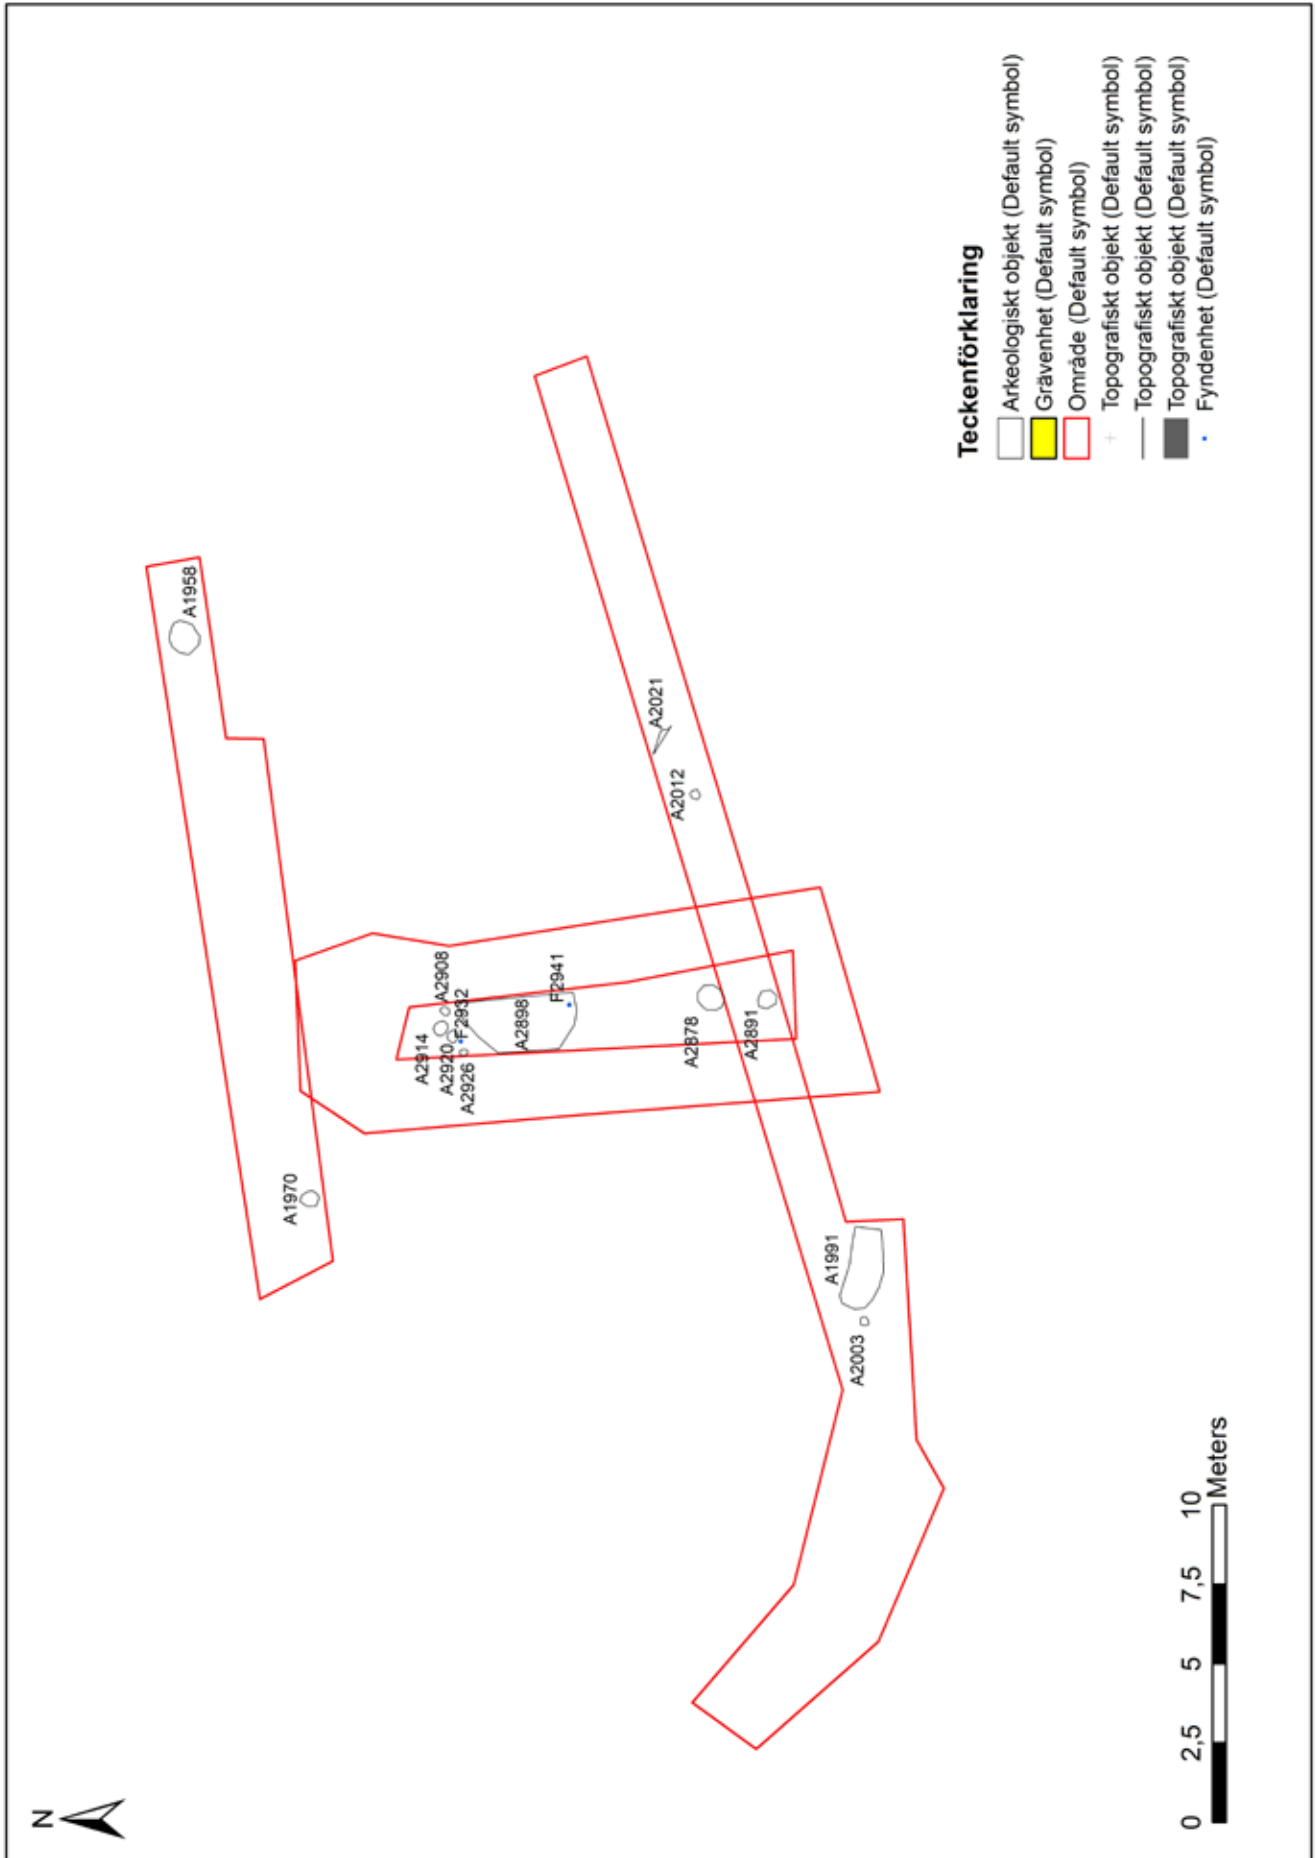 N
A1958
A1970
A2908
A2914
F2932
A2920
A2926
A2898
F2941
A2021
A2012
A2878
A2891
A1991
A2003
Teckenförklaring
Arkeologiskt objekt (Default symbol)
Grävenhet (Default symbol)
Område (Default symbol)
Topografiskt objekt (Default symbol)
Topografiskt objekt (Default symbol)
Topografiskt objekt (Default symbol)
Fyndenhet (Default symbol)
0 2,5 5 7,5 10
Meters